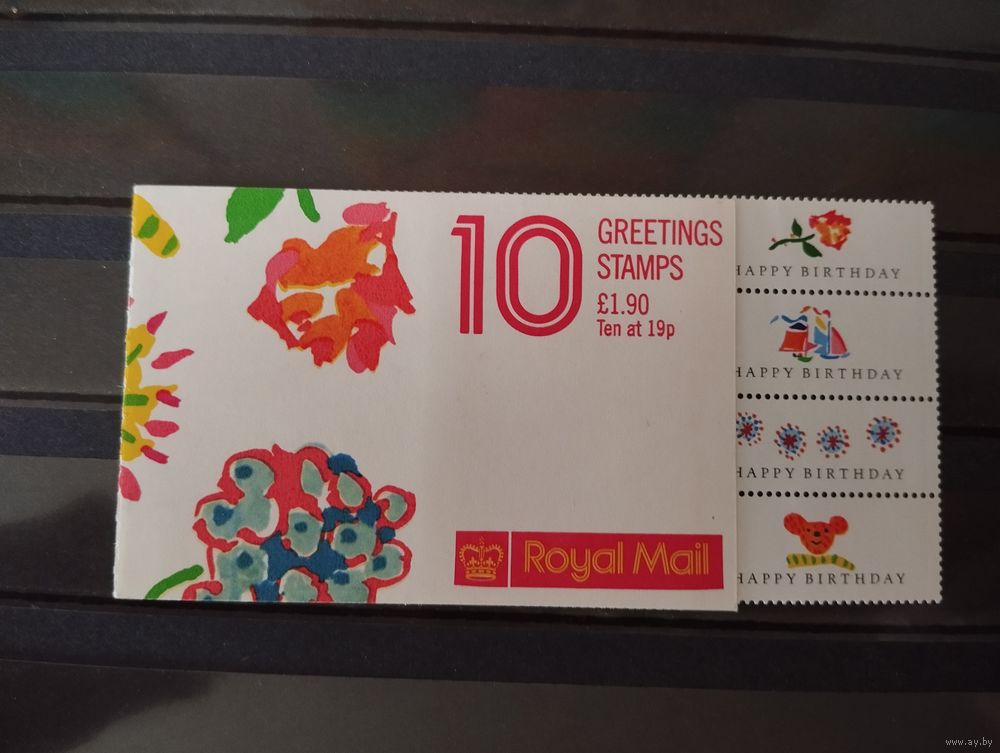 10
GREETINGS
STAMPS
£1.90
Ten at 19p
Royal Mail
HAPPY BIRTHDAY
HAPPY BIRTHDAY
HAPPY BIRTHDAY
HAPPY BIRTHDAY
www.ay.by